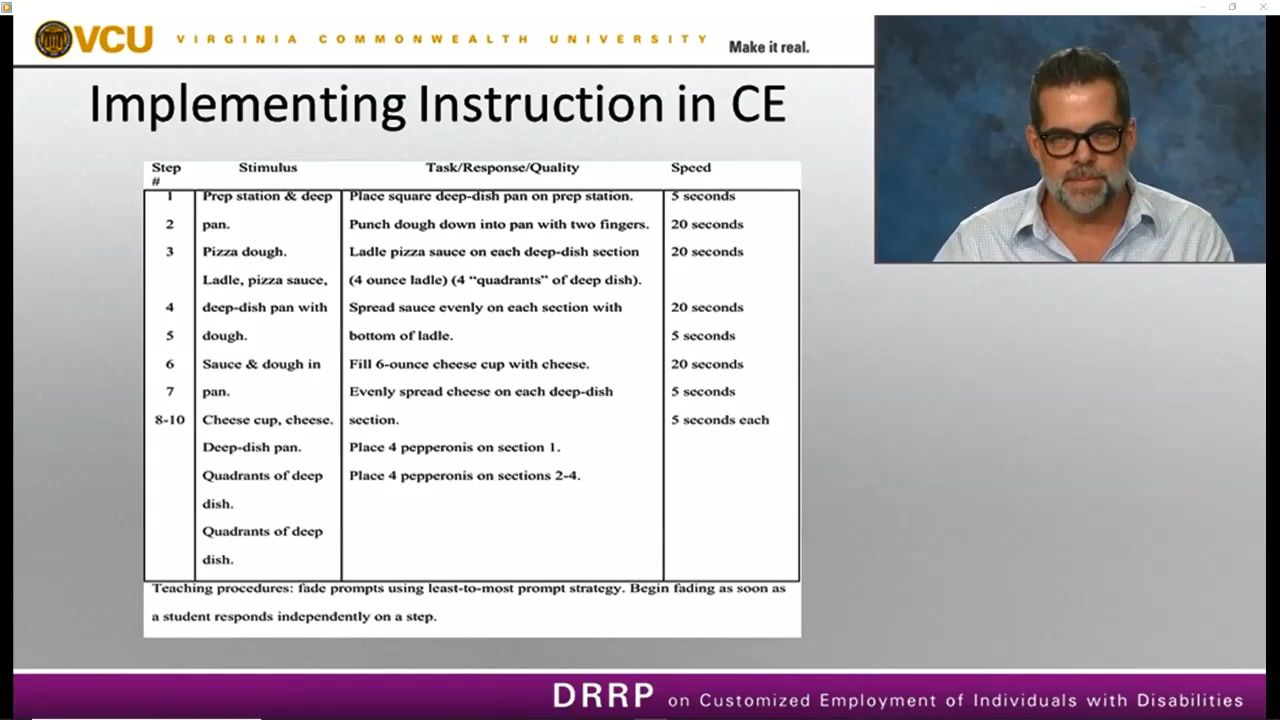 VCU VIRGINIA COMMONWEALTH UNIVERSITY Make it real.
Implementing Instruction in CE
Step Stimulus Task/Response/Quality Speed
#
1 Prep station & deep Place square deep-dish pan on prep station. 5 seconds
2 pan. Punch dough down into pan with two fingers. 20 seconds
3 Pizza dough. Ladle pizza sauce on each deep-dish section 20 seconds
Ladle, pizza sauce, (4 ounce ladle) (4 “quadrants” of deep dish).
4 deep-dish pan with Spread sauce evenly on each section with 20 seconds
5 dough. bottom of ladle. 5 seconds
6 Sauce & dough in Fill 6-ounce cheese cup with cheese. 20 seconds
7 pan. Evenly spread cheese on each deep-dish 5 seconds
8-10 Cheese cup, cheese. section. 5 seconds each
Deep-dish pan. Place 4 pepperonis on section 1.
Quadrants of deep Place 4 pepperonis on sections 2-4.
dish.
Quadrants of deep
dish.
Teaching procedures: fade prompts using least-to-most prompt strategy. Begin fading as soon as
a student responds independently on a step.
DRRP on Customized Employment of Individuals with Disabilities